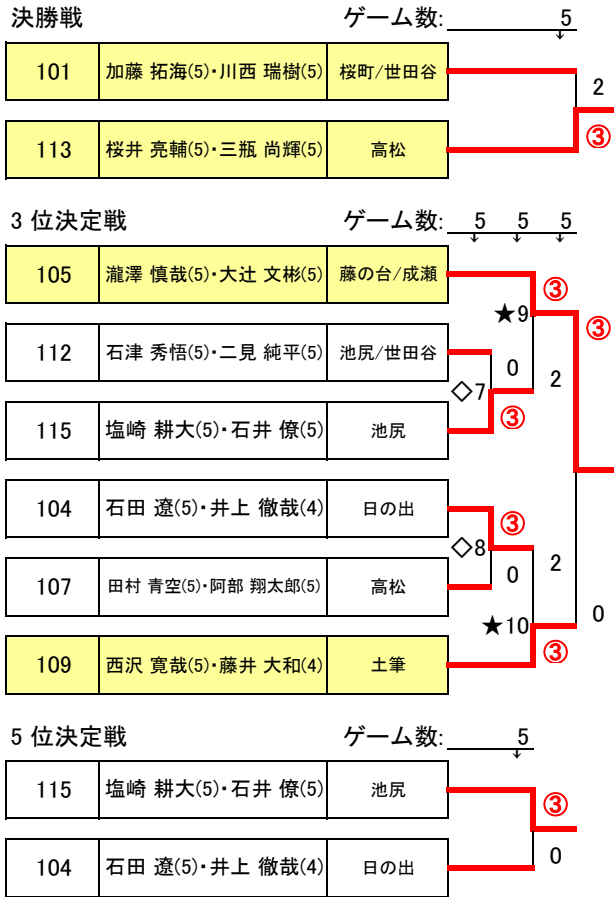 決勝戦 ゲーム数: 5
↓
101 加藤 拓海(5)・川西 瑞樹(5) 桜町/世田谷
2
③
113 桜井 亮輔(5)・三瓶 尚輝(5) 高松
3 位決定戦 ゲーム数: 5 5 5
↓ ↓ ↓
105 瀧澤 慎哉(5)・大辻 文彬(5) 藤の台/成瀬
③
★9 ③
112 石津 秀悟(5)・二見 純平(5) 池尻/世田谷
0 2
◇7
③
115 塩崎 耕大(5)・石井 僚(5) 池尻
104 石田 遼(5)・井上 徹哉(4) 日の出
③
◇8
0 2
107 田村 青空(5)・阿部 翔太郎(5) 高松
0
★10
③
109 西沢 寛哉(5)・藤井 大和(4) 土筆
5 位決定戦 ゲーム数: 5
↓
115 塩崎 耕大(5)・石井 僚(5) 池尻
③
0
104 石田 遼(5)・井上 徹哉(4) 日の出